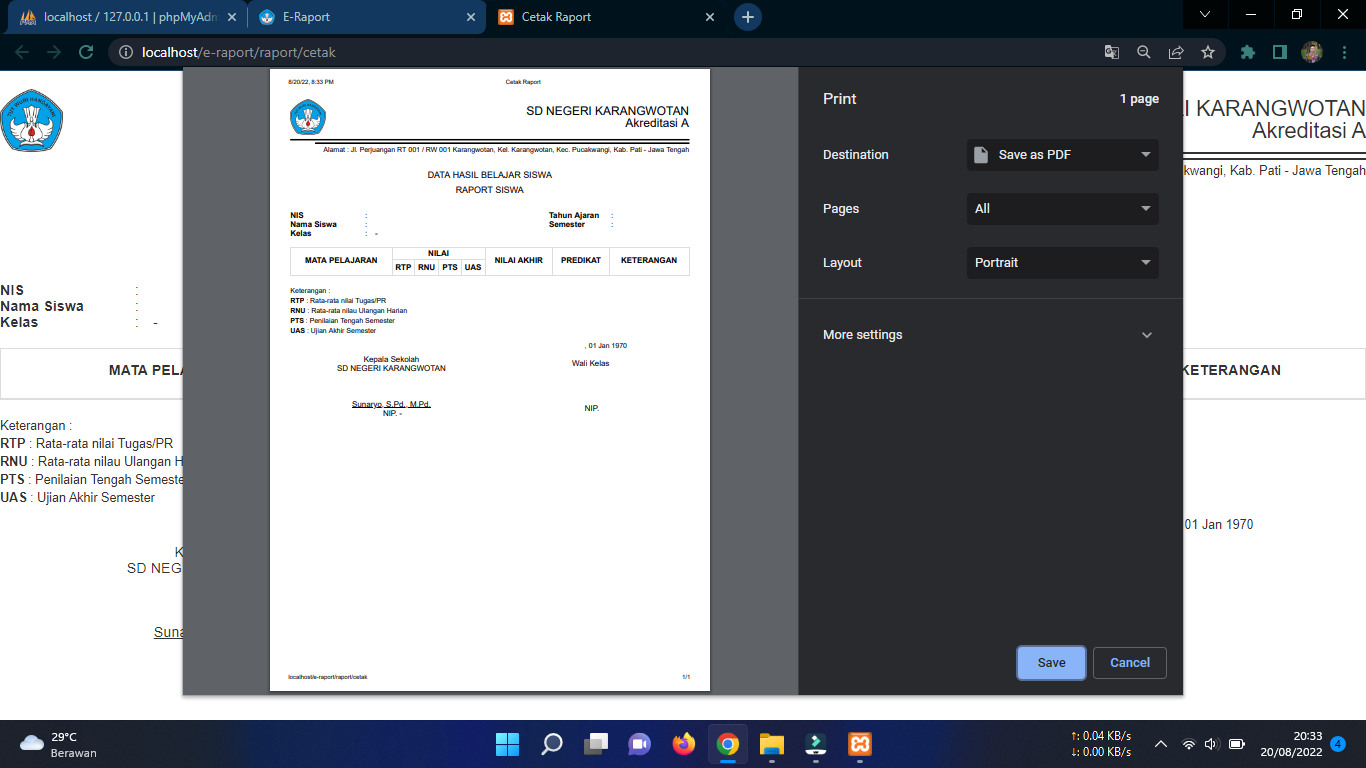 localhost / 127.0.0.1 | phpMyAdm
E-Raport
Cetak Raport
localhost/e-raport/raport/cetak
8/20/22, 8:33 PM
Cetak Raport
SD NEGERI KARANGWOTAN
Akreditasi A
Alamat : Jl. Perjuangan RT 001 / RW 001 Karangwotan, Kel. Karangwotan, Kec. Pucakwangi, Kab. Pati - Jawa Tengah
DATA HASIL BELAJAR SISWA
RAPORT SISWA
NIS :
Tahun Ajaran :
Nama Siswa :
Semester :
Kelas : -
MATA PELAJARAN
NILAI
RTP RNU PTS UAS
NILAI AKHIR
PREDIKAT
KETERANGAN
Keterangan :
RTP : Rata-rata nilai Tugas/PR
RNU : Rata-rata nilau Ulangan Harian
PTS : Penilaian Tengah Semester
UAS : Ujian Akhir Semester
, 01 Jan 1970
Kepala Sekolah
SD NEGERI KARANGWOTAN
Wali Kelas
Sunaryo, S.Pd., M.Pd.
NIP. -
NIP.
localhost/e-raport/raport/cetak
1/1
Print
1 page
Destination
Save as PDF
Pages
All
Layout
Portrait
More settings
Save
Cancel
TUT WURI HANDAYANI
I KARANGWOTAN
Akreditasi A
kwangi, Kab. Pati - Jawa Tengah
NIS :
Nama Siswa :
Kelas : -
MATA PELA
KETERANGAN
Keterangan :
RTP : Rata-rata nilai Tugas/PR
RNU : Rata-rata nilau Ulangan H
PTS : Penilaian Tengah Semeste
UAS : Ujian Akhir Semester
01 Jan 1970
K
SD NEG
Suna
29°C
Berawan
↑: 0.04 KB/s
↓: 0.00 KB/s
20:33
20/08/2022
4